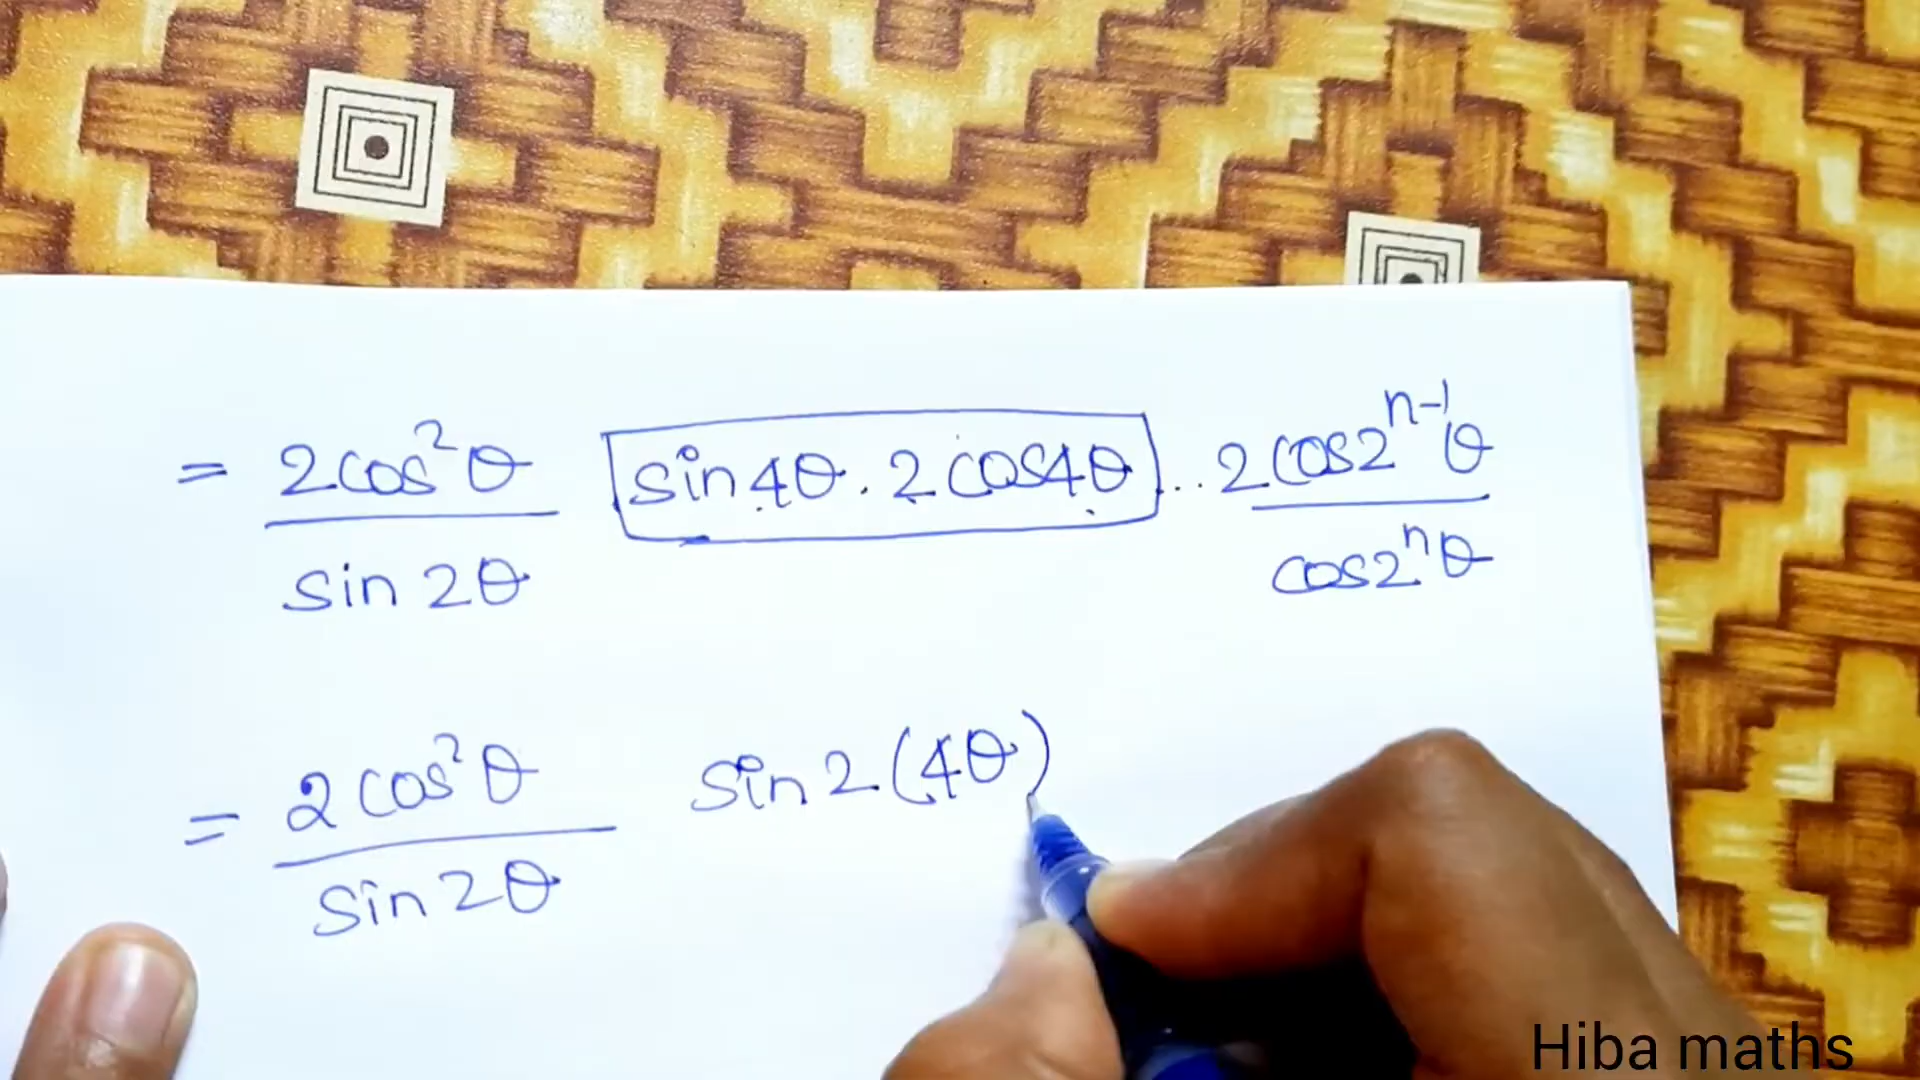 = 2cos²θ / sin 2θ sin4θ . 2cos4θ .. 2cos2ⁿ⁻¹θ / cos2ⁿθ
= 2cos²θ / sin2θ sin2(4θ)
Hiba maths